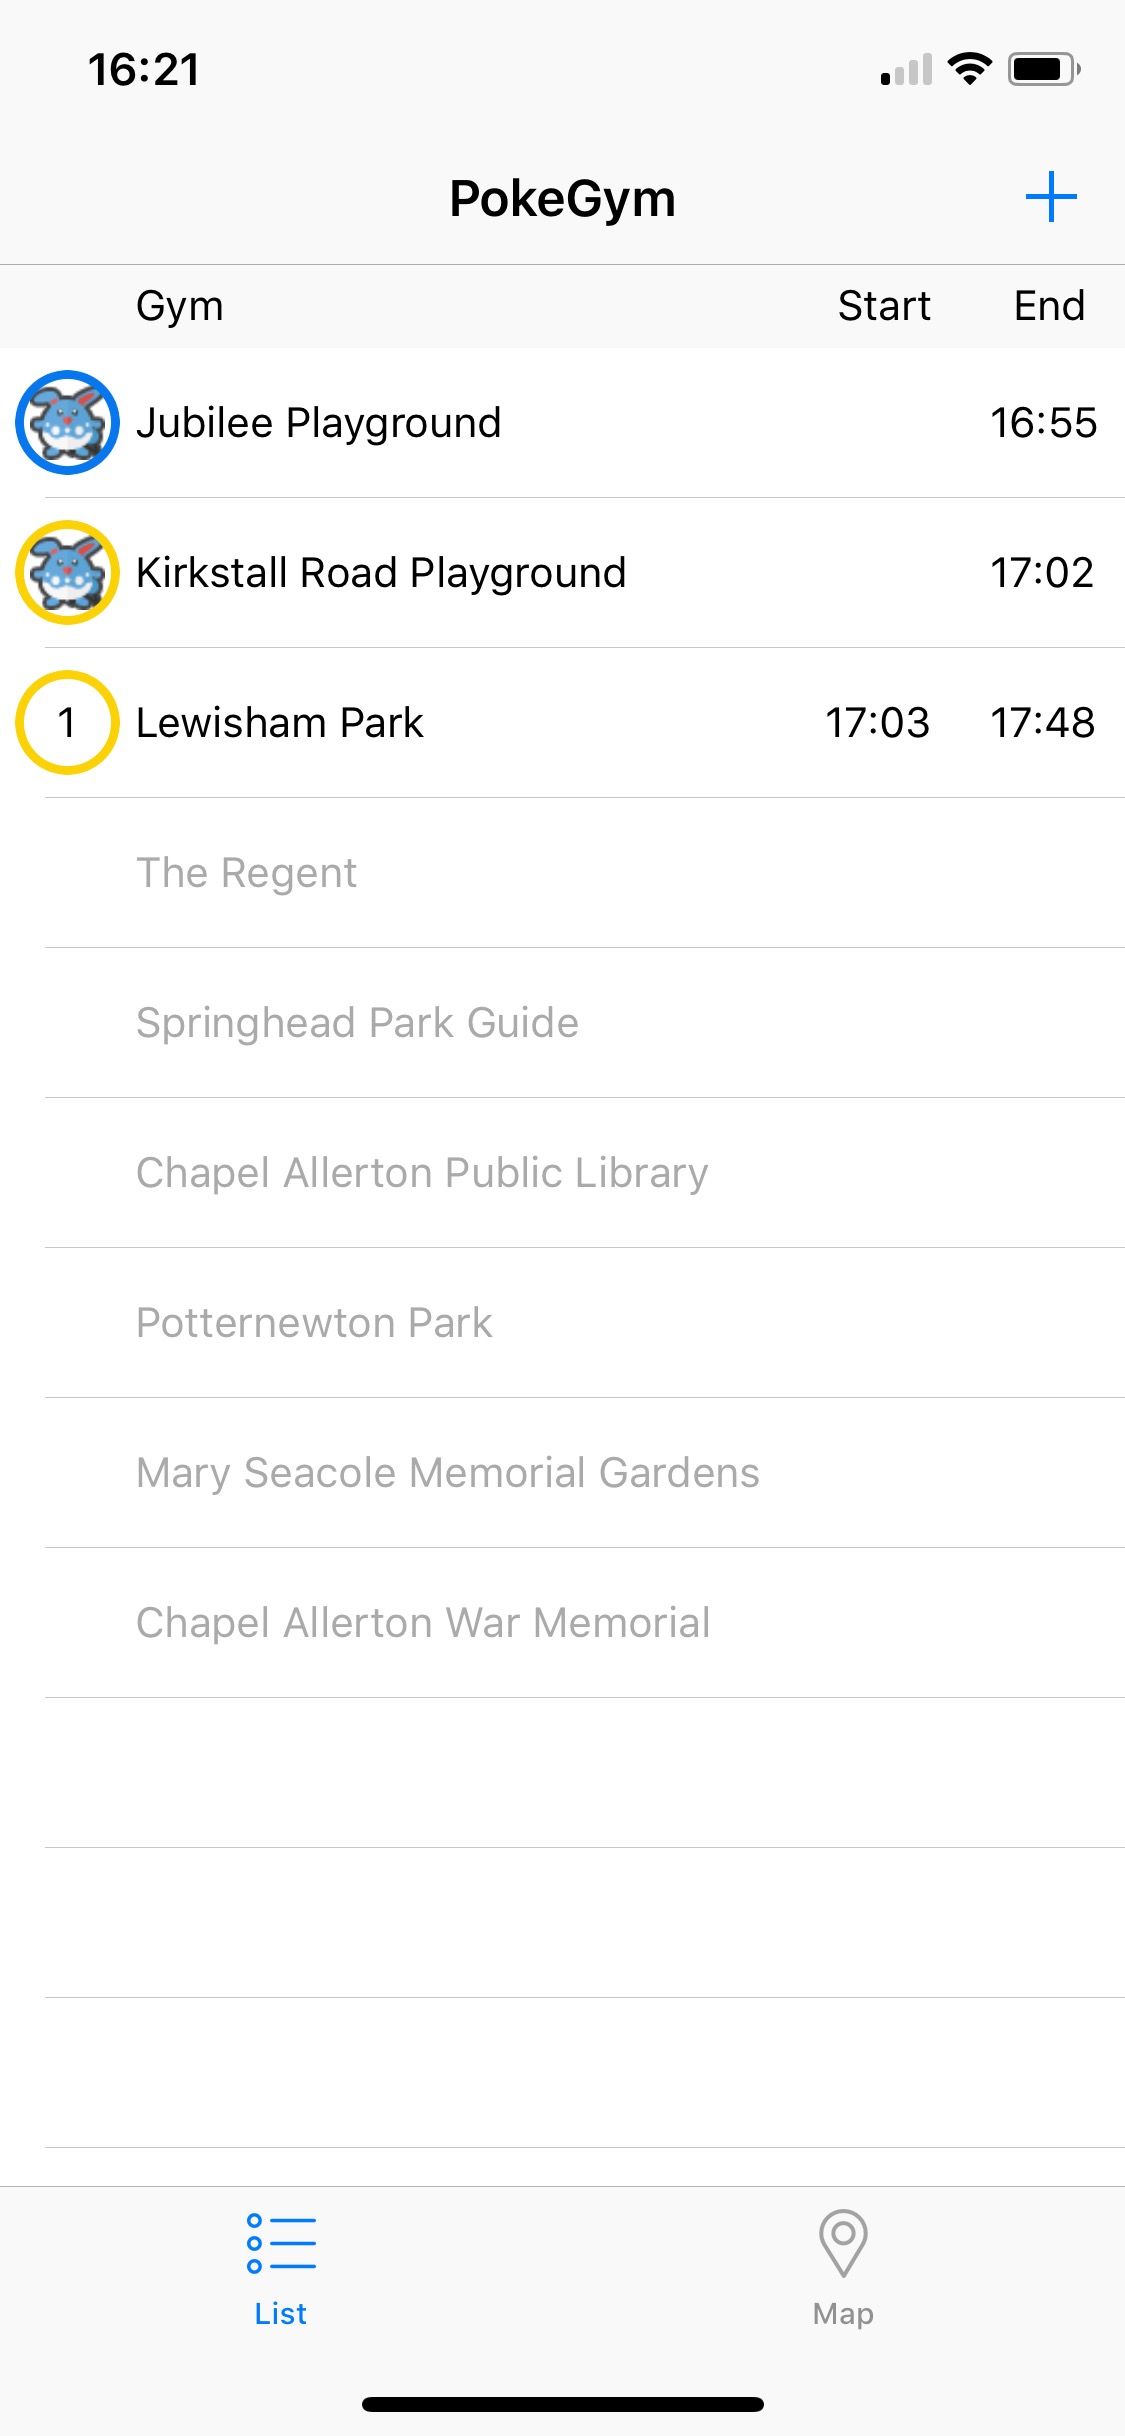 16:21
PokeGym
Gym Start End
Jubilee Playground 16:55
Kirkstall Road Playground 17:02
1 Lewisham Park 17:03 17:48
The Regent
Springhead Park Guide
Chapel Allerton Public Library
Potternewton Park
Mary Seacole Memorial Gardens
Chapel Allerton War Memorial
List Map